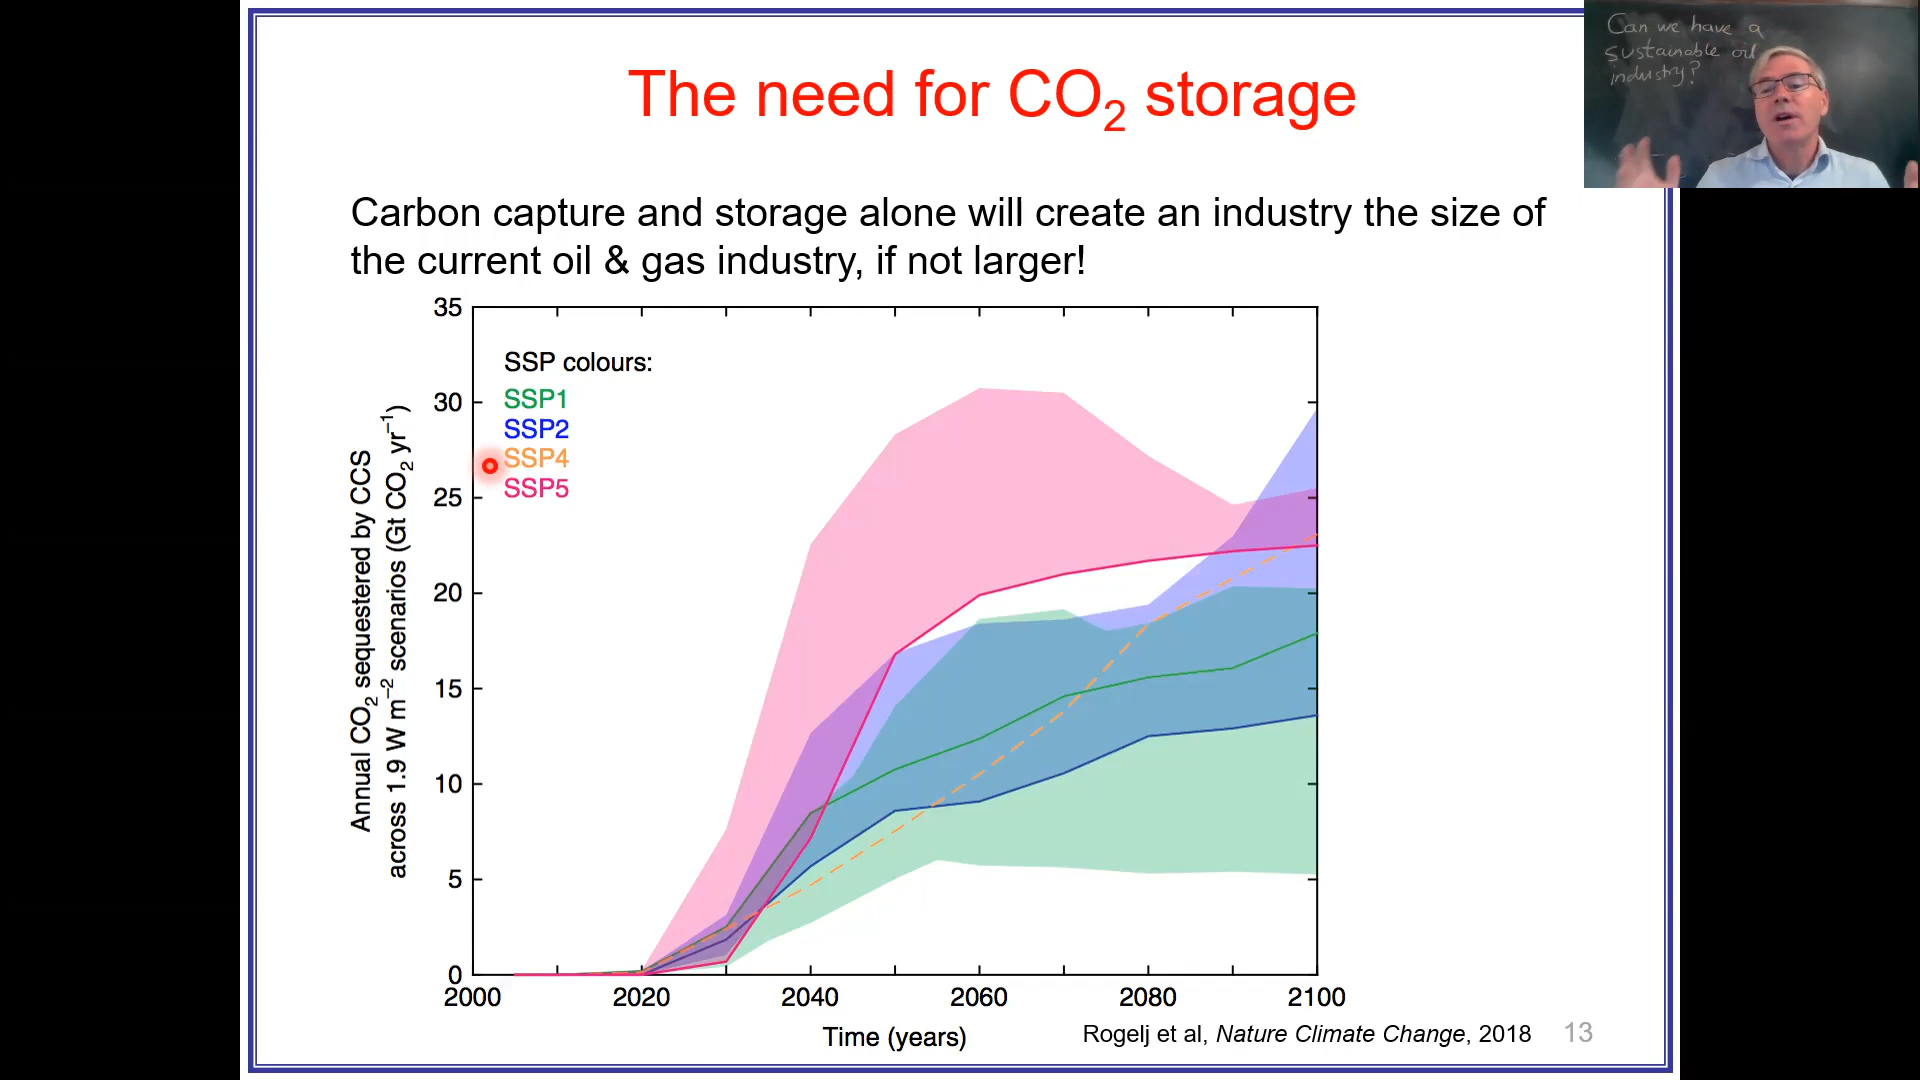 The need for CO₂ storage
Can we have a
sustainable oil
industry?
Carbon capture and storage alone will create an industry the size of
the current oil & gas industry, if not larger!
Annual CO₂ sequestered by CCS
across 1.9 W m⁻² scenarios (Gt CO₂ yr⁻¹)
35
30
25
20
15
10
5
0
SSP colours:
SSP1
SSP2
SSP4
SSP5
2000 2020 2040 2060 2080 2100
Time (years)
Rogelj et al, Nature Climate Change, 2018
13